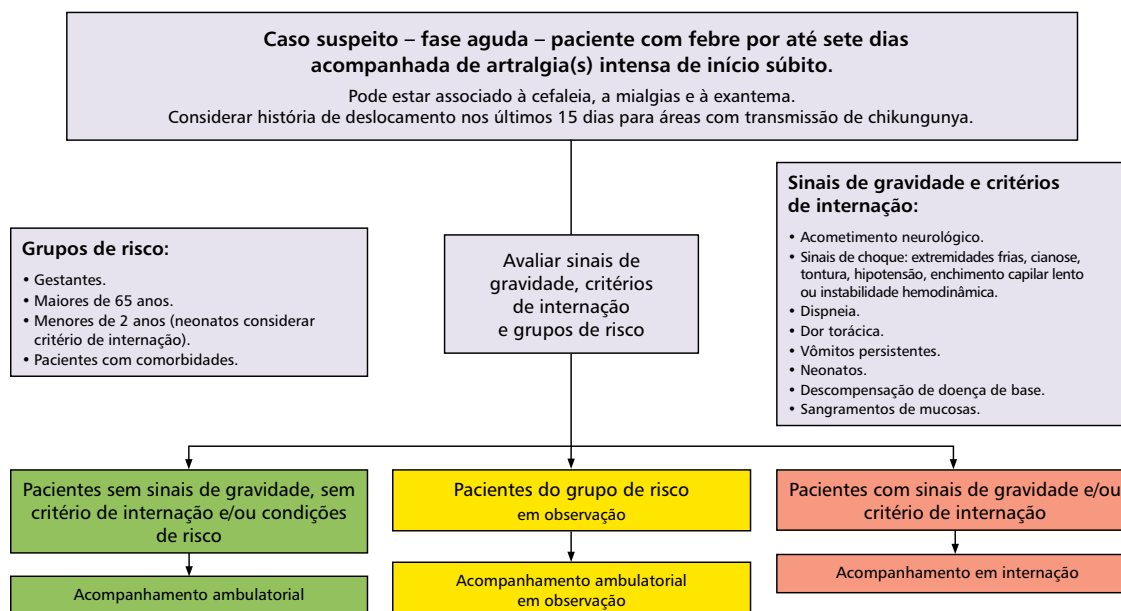 Caso suspeito – fase aguda – paciente com febre por até sete dias
acompanhada de artralgia(s) intensa de início súbito.
Pode estar associado à cefaleia, a mialgias e à exantema.
Considerar história de deslocamento nos últimos 15 dias para áreas com transmissão de chikungunya.
Grupos de risco:
• Gestantes.
• Maiores de 65 anos.
• Menores de 2 anos (neonatos considerar
critério de internação).
• Pacientes com comorbidades.
Avaliar sinais de
gravidade, critérios
de internação
e grupos de risco
Sinais de gravidade e critérios
de internação:
• Acometimento neurológico.
• Sinais de choque: extremidades frias, cianose,
tontura, hipotensão, enchimento capilar lento
ou instabilidade hemodinâmica.
• Dispneia.
• Dor torácica.
• Vômitos persistentes.
• Neonatos.
• Descompensação de doença de base.
• Sangramentos de mucosas.
Pacientes sem sinais de gravidade, sem
critério de internação e/ou condições
de risco
Acompanhamento ambulatorial
Pacientes do grupo de risco
em observação
Acompanhamento ambulatorial
em observação
Pacientes com sinais de gravidade e/ou
critério de internação
Acompanhamento em internação